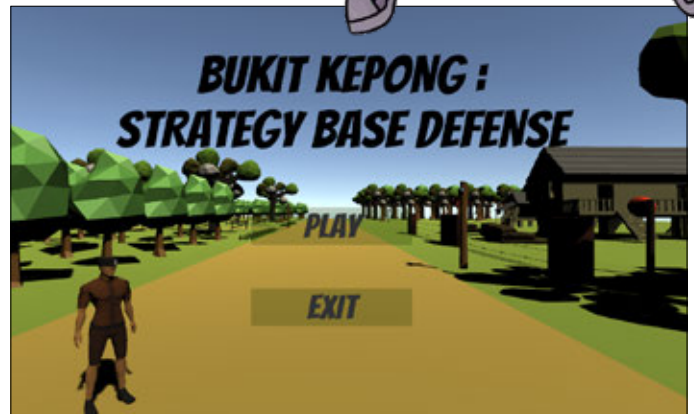 BUKIT KEPONG :
STRATEGY BASE DEFENSE
PLAY
EXIT